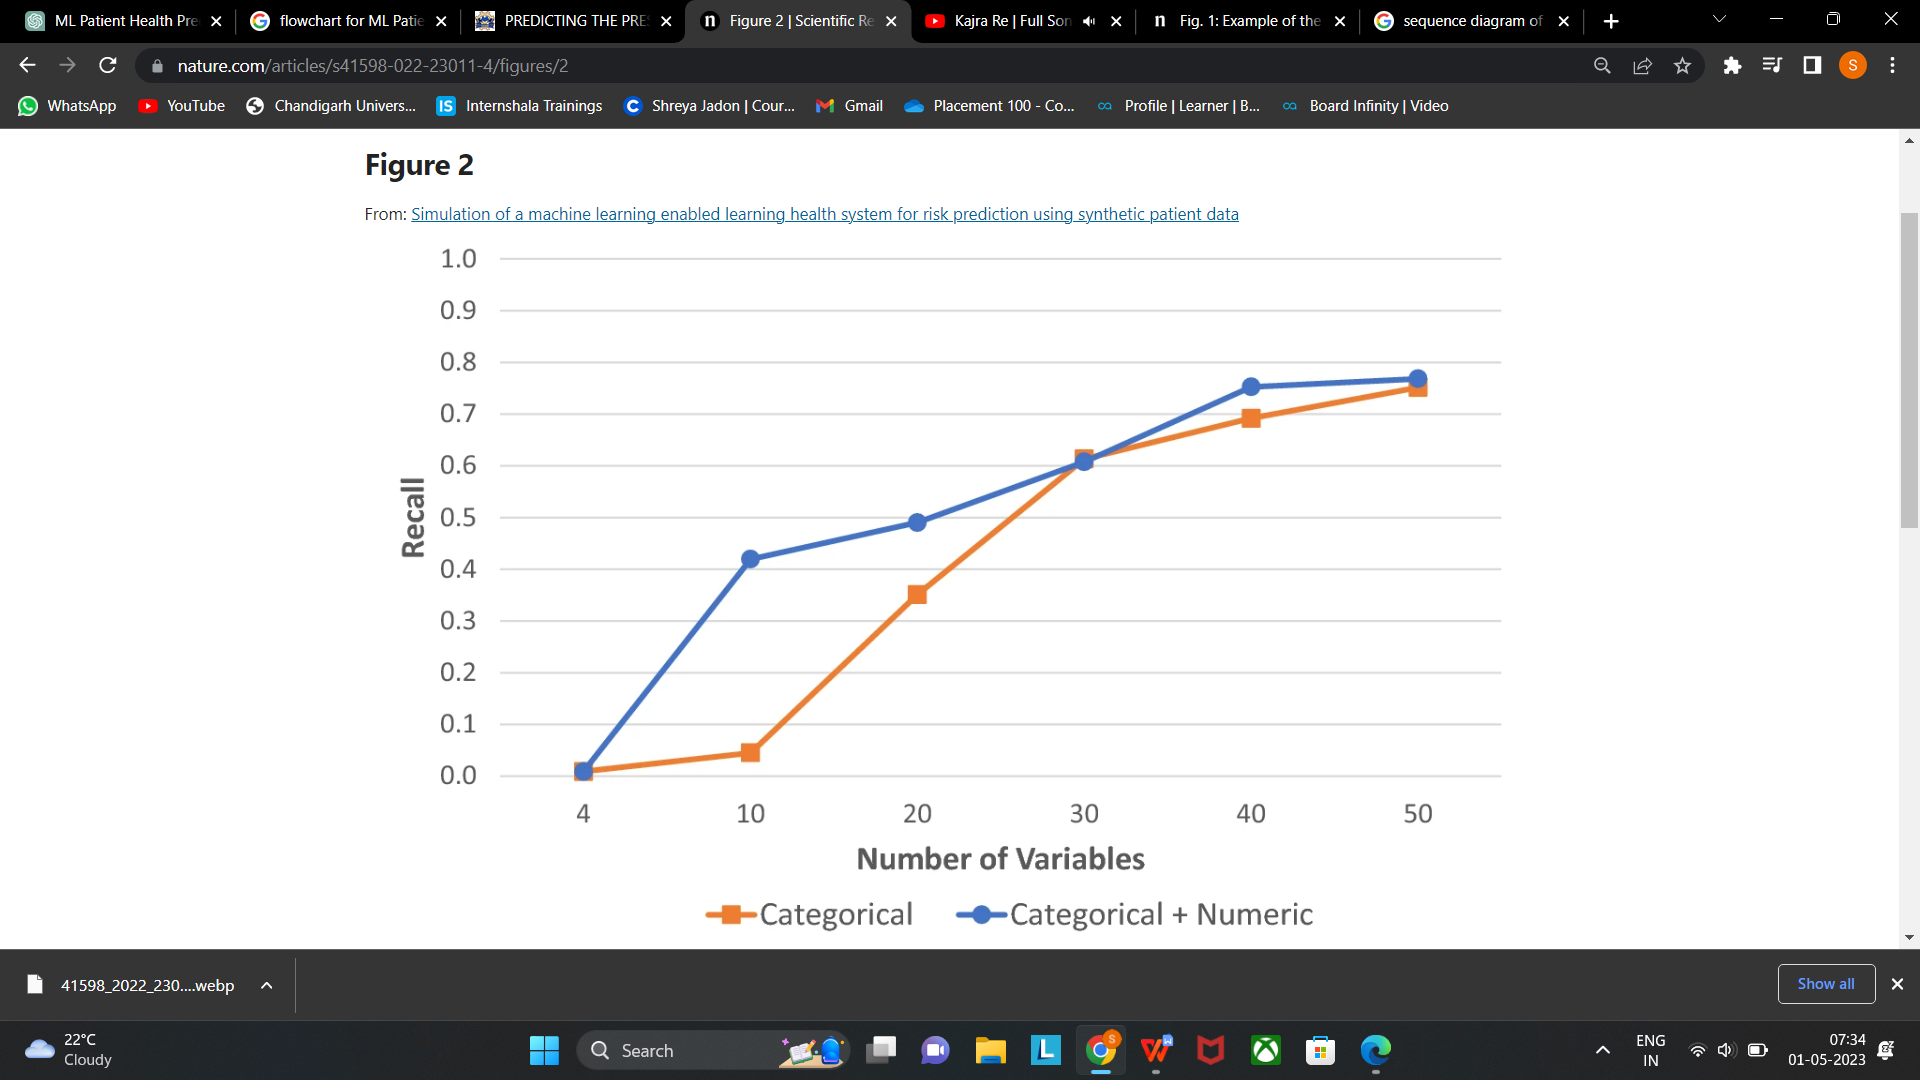 ML Patient Health Pre
flowchart for ML Patie
PREDICTING THE PRE
Figure 2 | Scientific Re
Kajra Re | Full Son
Fig. 1: Example of the
sequence diagram of
nature.com/articles/s41598-022-23011-4/figures/2
S
WhatsApp
YouTube
Chandigarh Univers...
IS Internshala Trainings
C Shreya Jadon | Cour...
Gmail
Placement 100 - Co...
Profile | Learner | B...
Board Infinity | Video
Figure 2
From: Simulation of a machine learning enabled learning health system for risk prediction using synthetic patient data
1.0
0.9
0.8
0.7
0.6
0.5
0.4
0.3
0.2
0.1
0.0
Recall
4 10 20 30 40 50
Number of Variables
Categorical Categorical + Numeric
41598_2022_230....webp
Show all
22°C
Cloudy
Search
ENG
IN
07:34
01-05-2023